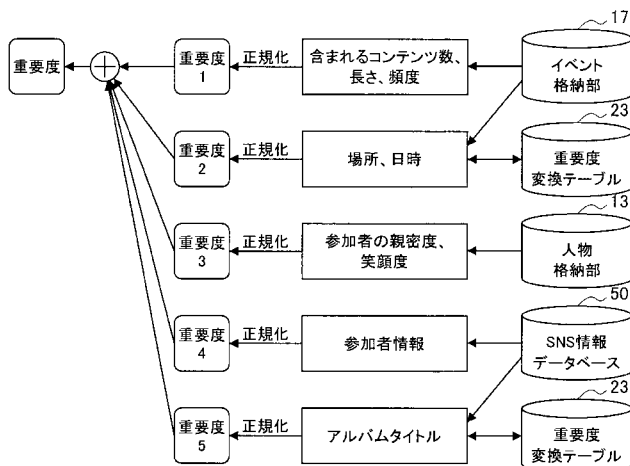 17
重要度
重要度
1
正規化
含まれるコンテンツ数、
長さ、頻度
イベント
格納部
23
重要度
2
正規化
場所、日時
重要度
変換テーブル
13
重要度
3
正規化
参加者の親密度、
笑顔度
人物
格納部
50
重要度
4
正規化
参加者情報
SNS情報
データベース
23
重要度
5
正規化
アルバムタイトル
重要度
変換テーブル